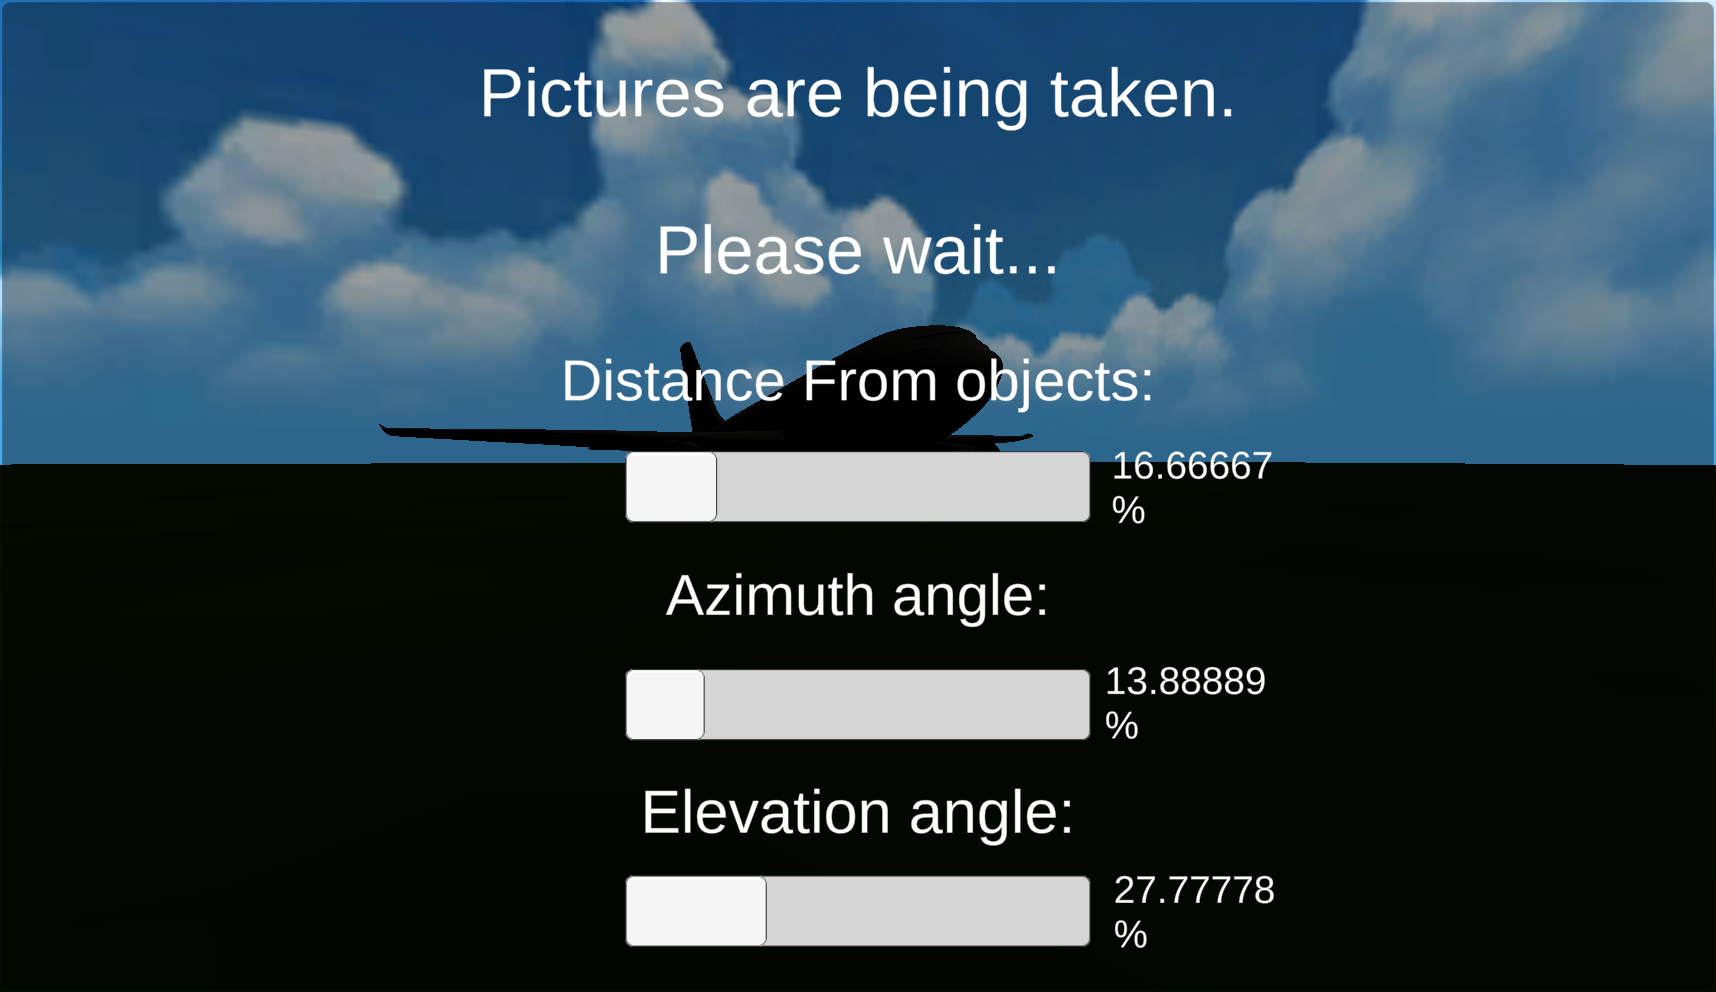 Pictures are being taken.
Please wait...
Distance From objects:
16.66667
%
Azimuth angle:
13.88889
%
Elevation angle:
27.77778
%